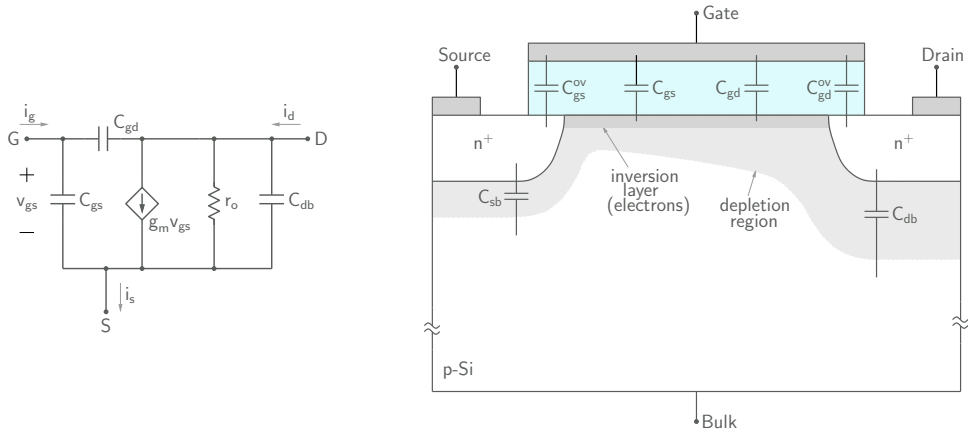 i_g
G
C_gd
i_d
D
+
v_gs
−
C_gs
g_m v_gs
r_o
C_db
i_s
S
Gate
Source
Drain
C_gs^ov
C_gs
C_gd
C_gd^ov
n⁺
n⁺
C_sb
inversion
layer
(electrons)
depletion
region
C_db
p-Si
Bulk